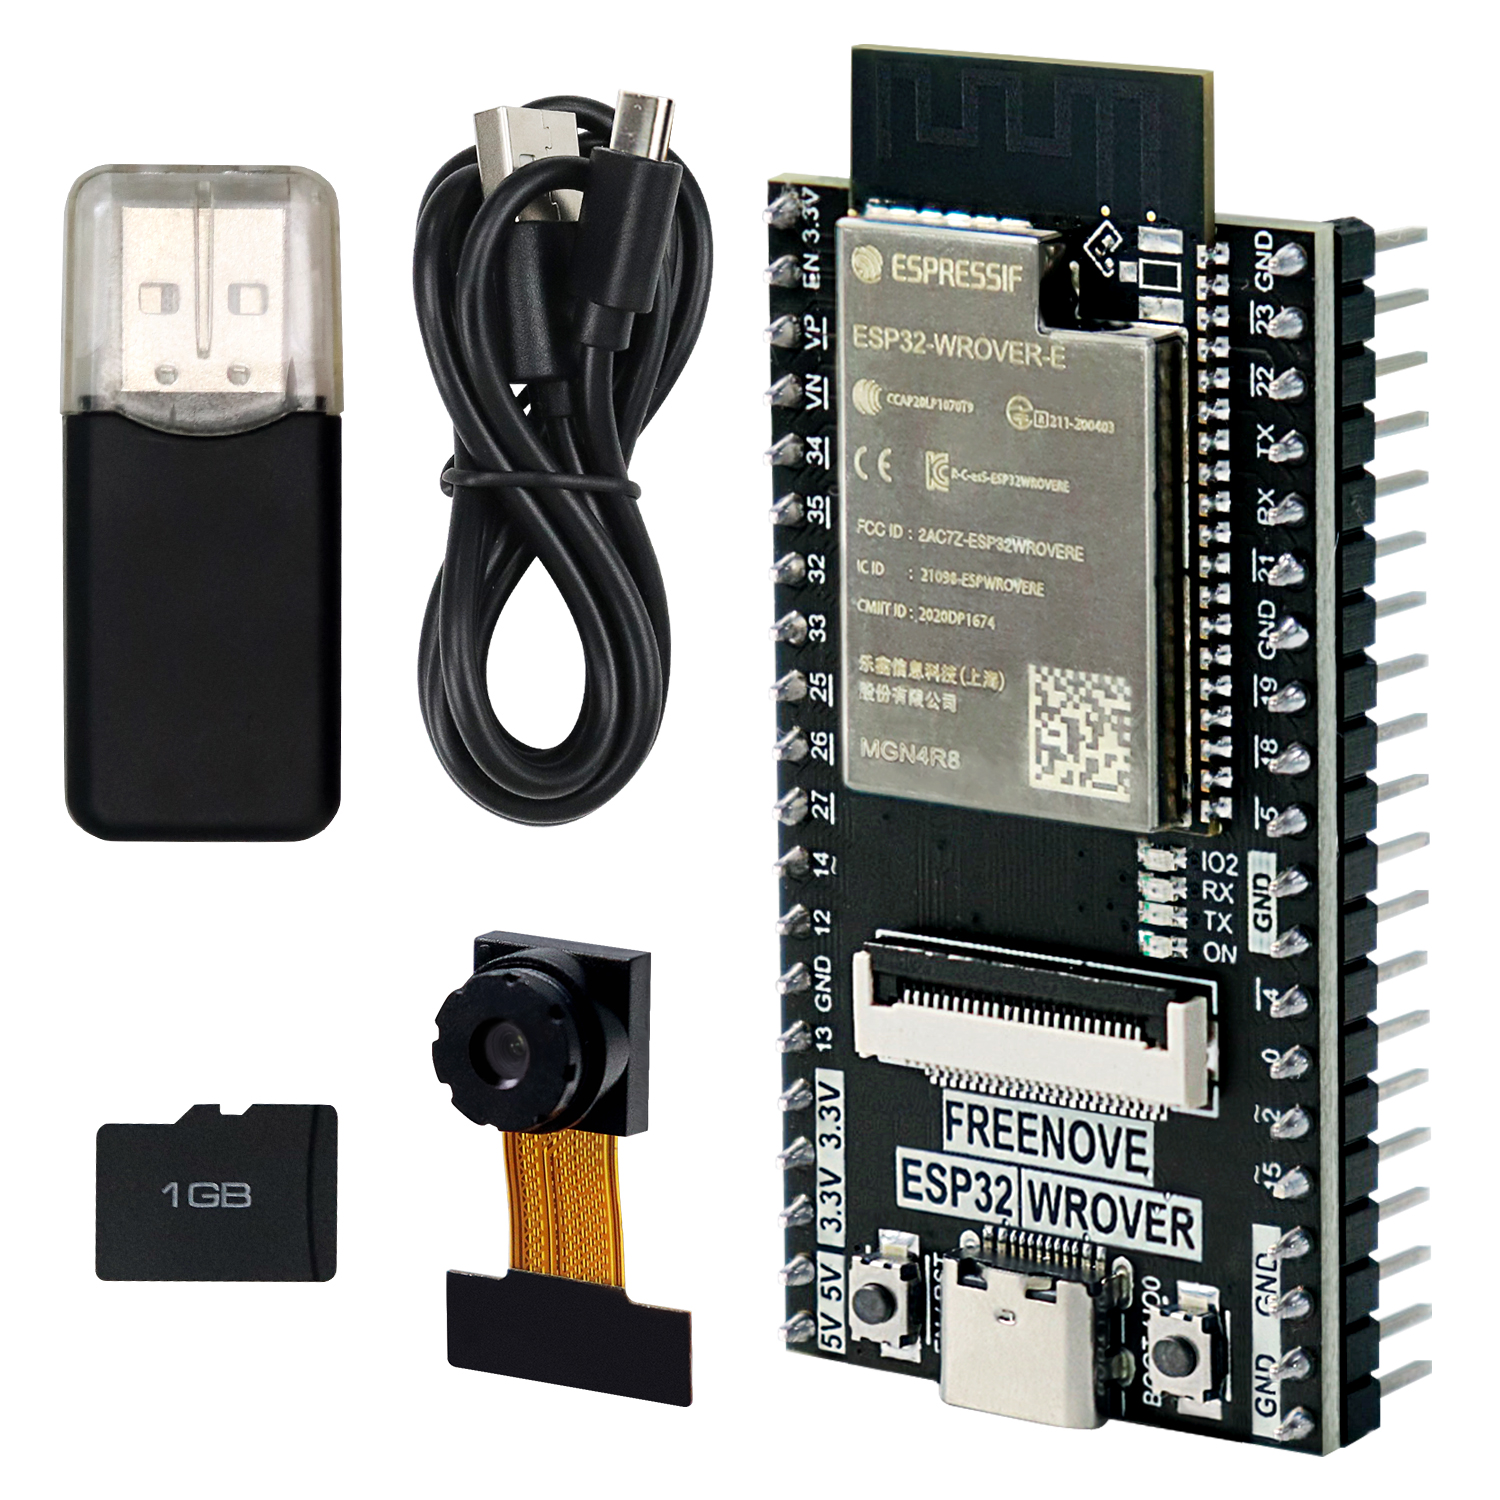 1GB
ESPRESSIF
ESP32-WROVER-E
CCAP20LP1070T9
R 211-200403
CE
KC R-C-es5-ESP32WROVERE
FCC ID : 2AC7Z-ESP32WROVERE
IC ID : 21098-ESPWROVERE
CMIIT ID : 2020DP1674
乐鑫信息科技(上海)
股份有限公司
MGN4R8
3.3V
EN
VP
VN
34
35
32
33
25
26
27
14
12
GND
13
3.3V
3.3V
5V
5V
GND
23
22
TX
RX
21
GND
19
18
5
GND
4
0
2
15
GND
GND
IO2
RX
TX
ON
FREENOVE
ESP32 WROVER